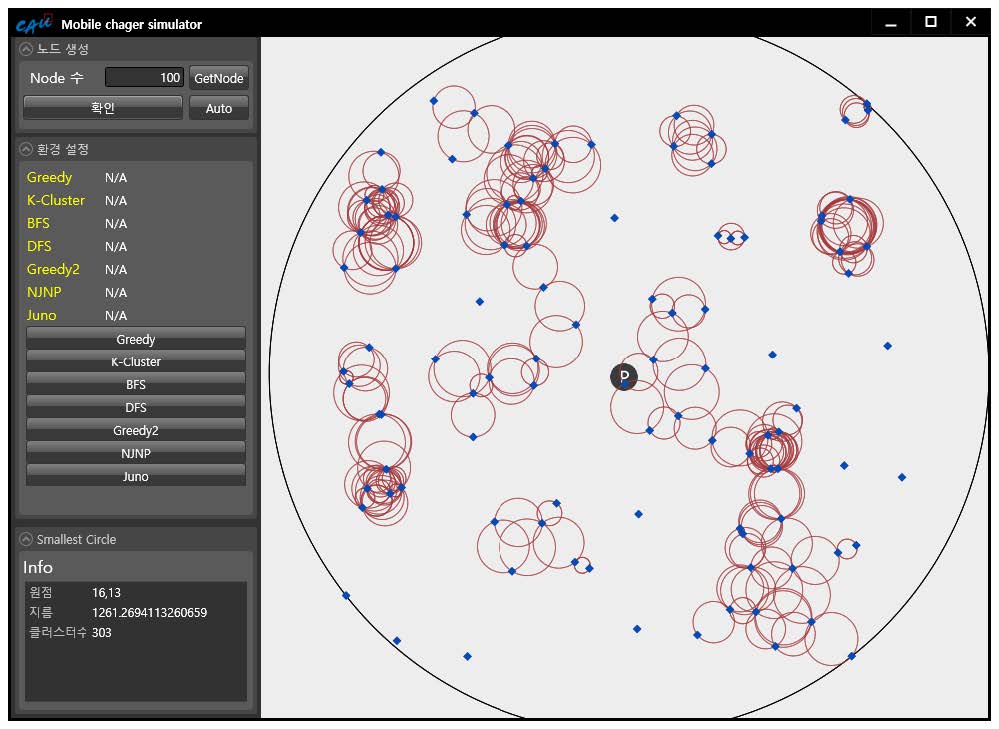 CAU Mobile chager simulator
노드 생성
Node 수 100 GetNode
확인 Auto
환경 설정
Greedy N/A
K-Cluster N/A
BFS N/A
DFS N/A
Greedy2 N/A
NJNP N/A
Juno N/A
Greedy
K-Cluster
BFS
DFS
Greedy2
NJNP
Juno
Smallest Circle
Info
원점 16,13
지름 1261.2694113260659
클러스터수 303
P